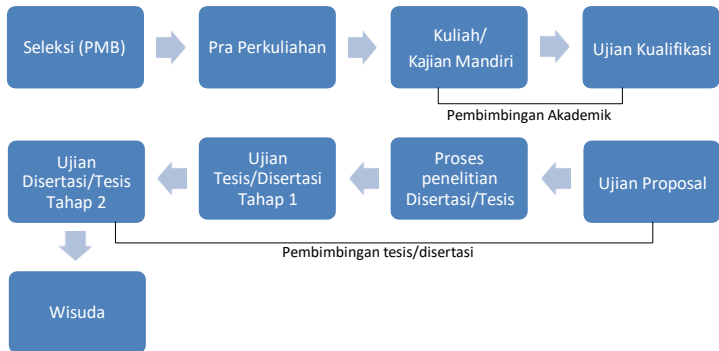 Seleksi (PMB)
Pra Perkuliahan
Kuliah/
Kajian Mandiri
Ujian Kualifikasi
Pembimbingan Akademik
Ujian
Disertasi/Tesis
Tahap 2
Ujian
Tesis/Disertasi
Tahap 1
Proses
penelitian
Disertasi/Tesis
Ujian Proposal
Pembimbingan tesis/disertasi
Wisuda